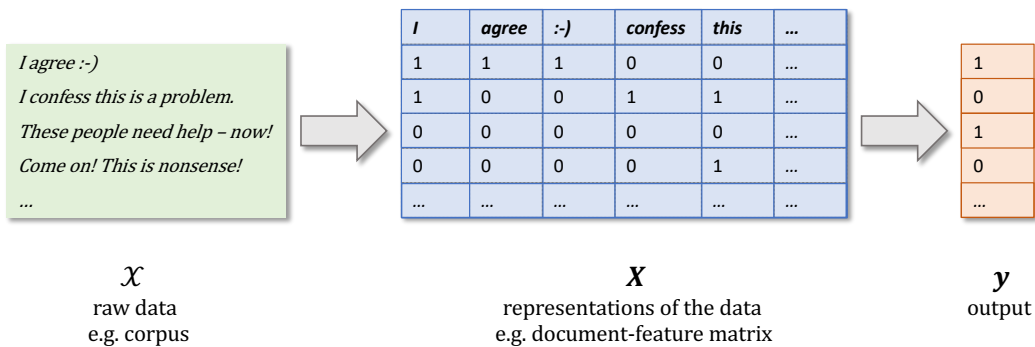 I agree :-)
I confess this is a problem.
These people need help – now!
Come on! This is nonsense!
...
I agree :-) confess this ...
1 1 1 0 0 ...
1 0 0 1 1 ...
0 0 0 0 0 ...
0 0 0 0 1 ...
... ... ... ... ... ...
1
0
1
0
...
𝒳
raw data
e.g. corpus
X
representations of the data
e.g. document-feature matrix
y
output